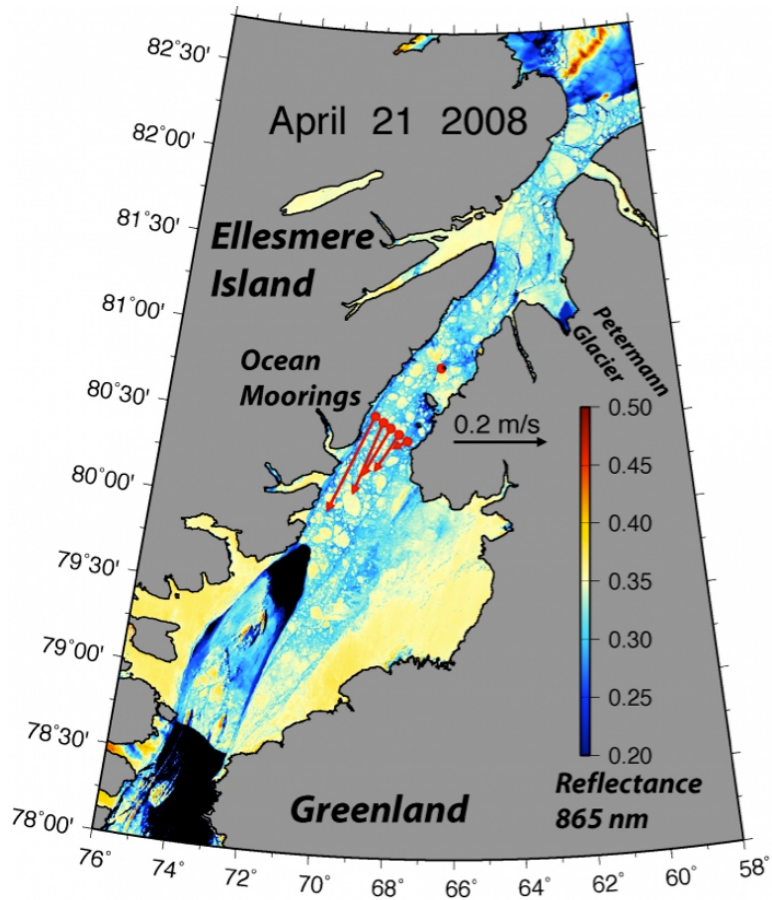 82˚30'
April 21 2008
82˚00'
81˚30'
Ellesmere
Island
81˚00'
Petermann
Glacier
Ocean
Moorings
80˚30'
0.50
0.2 m/s
0.45
80˚00'
0.40
79˚30'
0.35
0.30
79˚00'
0.25
78˚30'
0.20
Reflectance
865 nm
Greenland
78˚00'
76˚
74˚
72˚
70˚
68˚
66˚
64˚
62˚
60˚
58˚